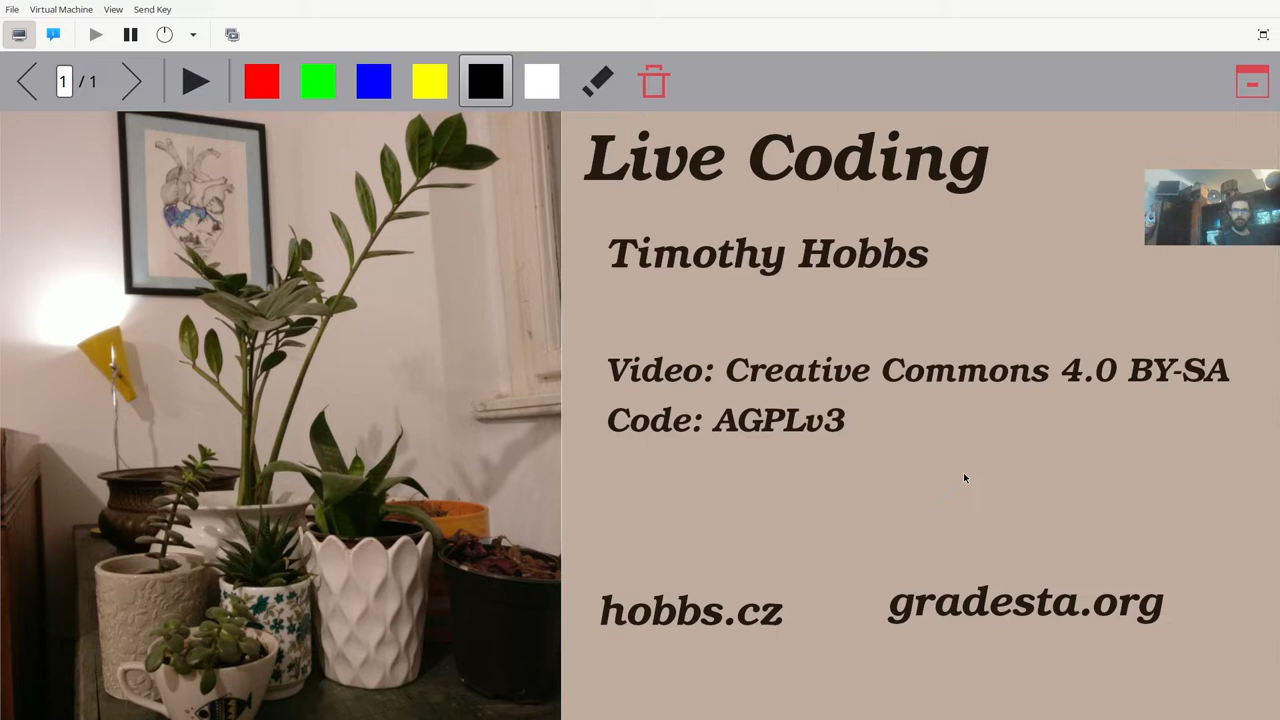 File Virtual Machine View Send Key
1 / 1
Live Coding
Timothy Hobbs
Video: Creative Commons 4.0 BY-SA
Code: AGPLv3
hobbs.cz gradesta.org